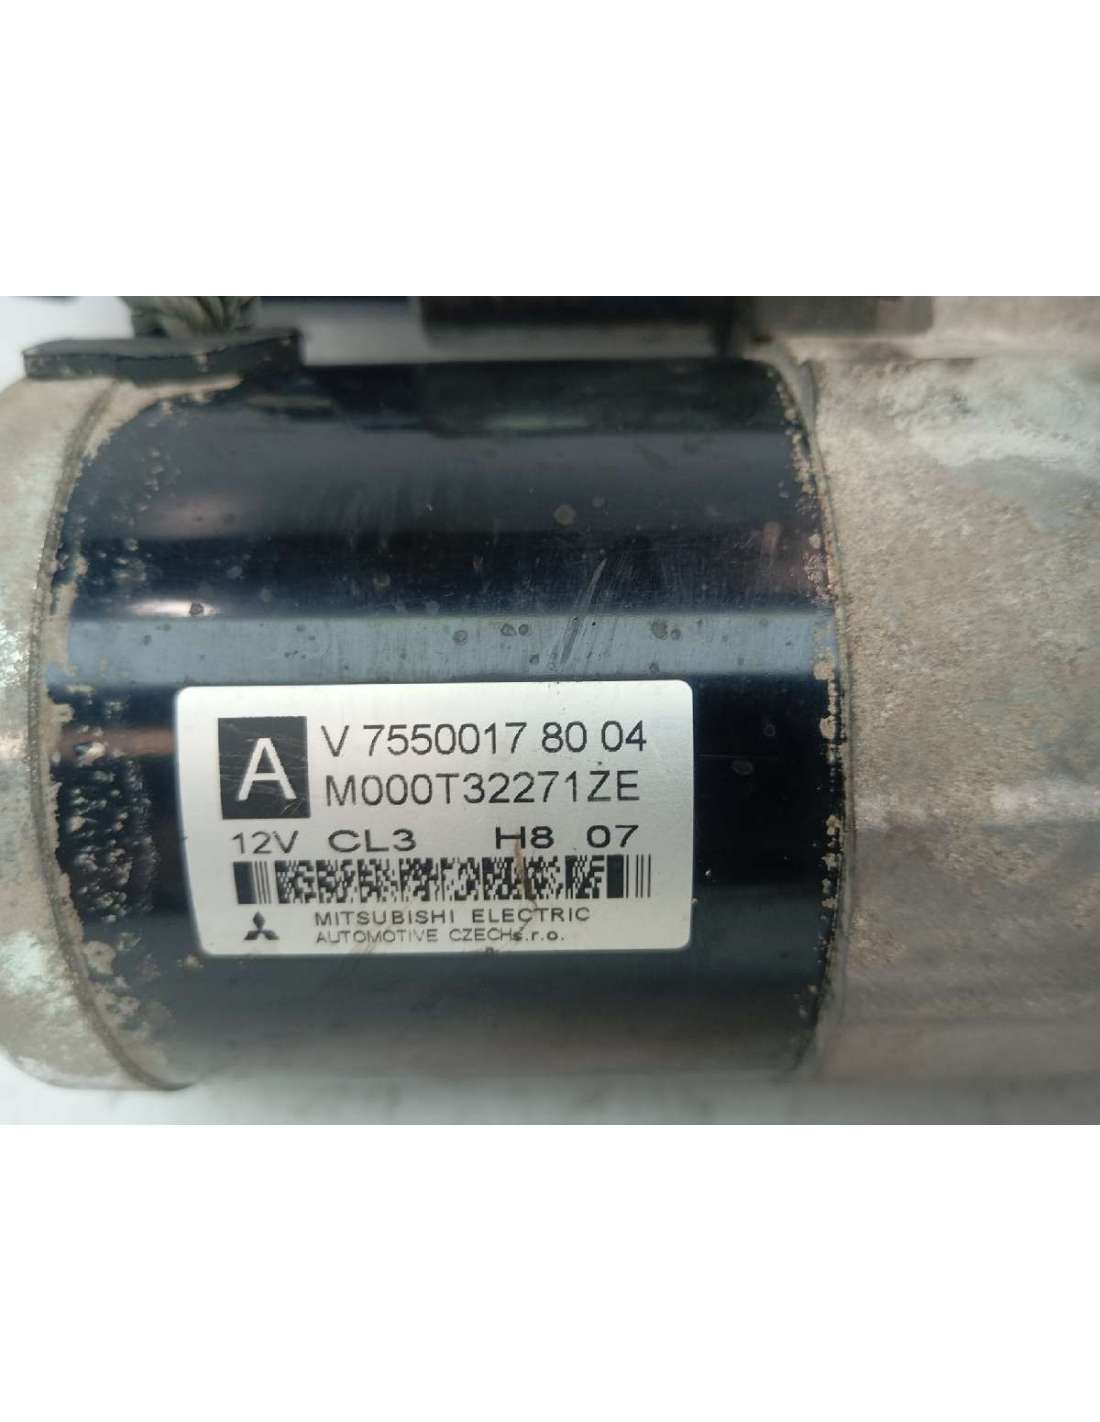 A
V 7550017 80 04
M000T32271ZE
12V CL3 H8 07
MITSUBISHI ELECTRIC
AUTOMOTIVE CZECH s.r.o.